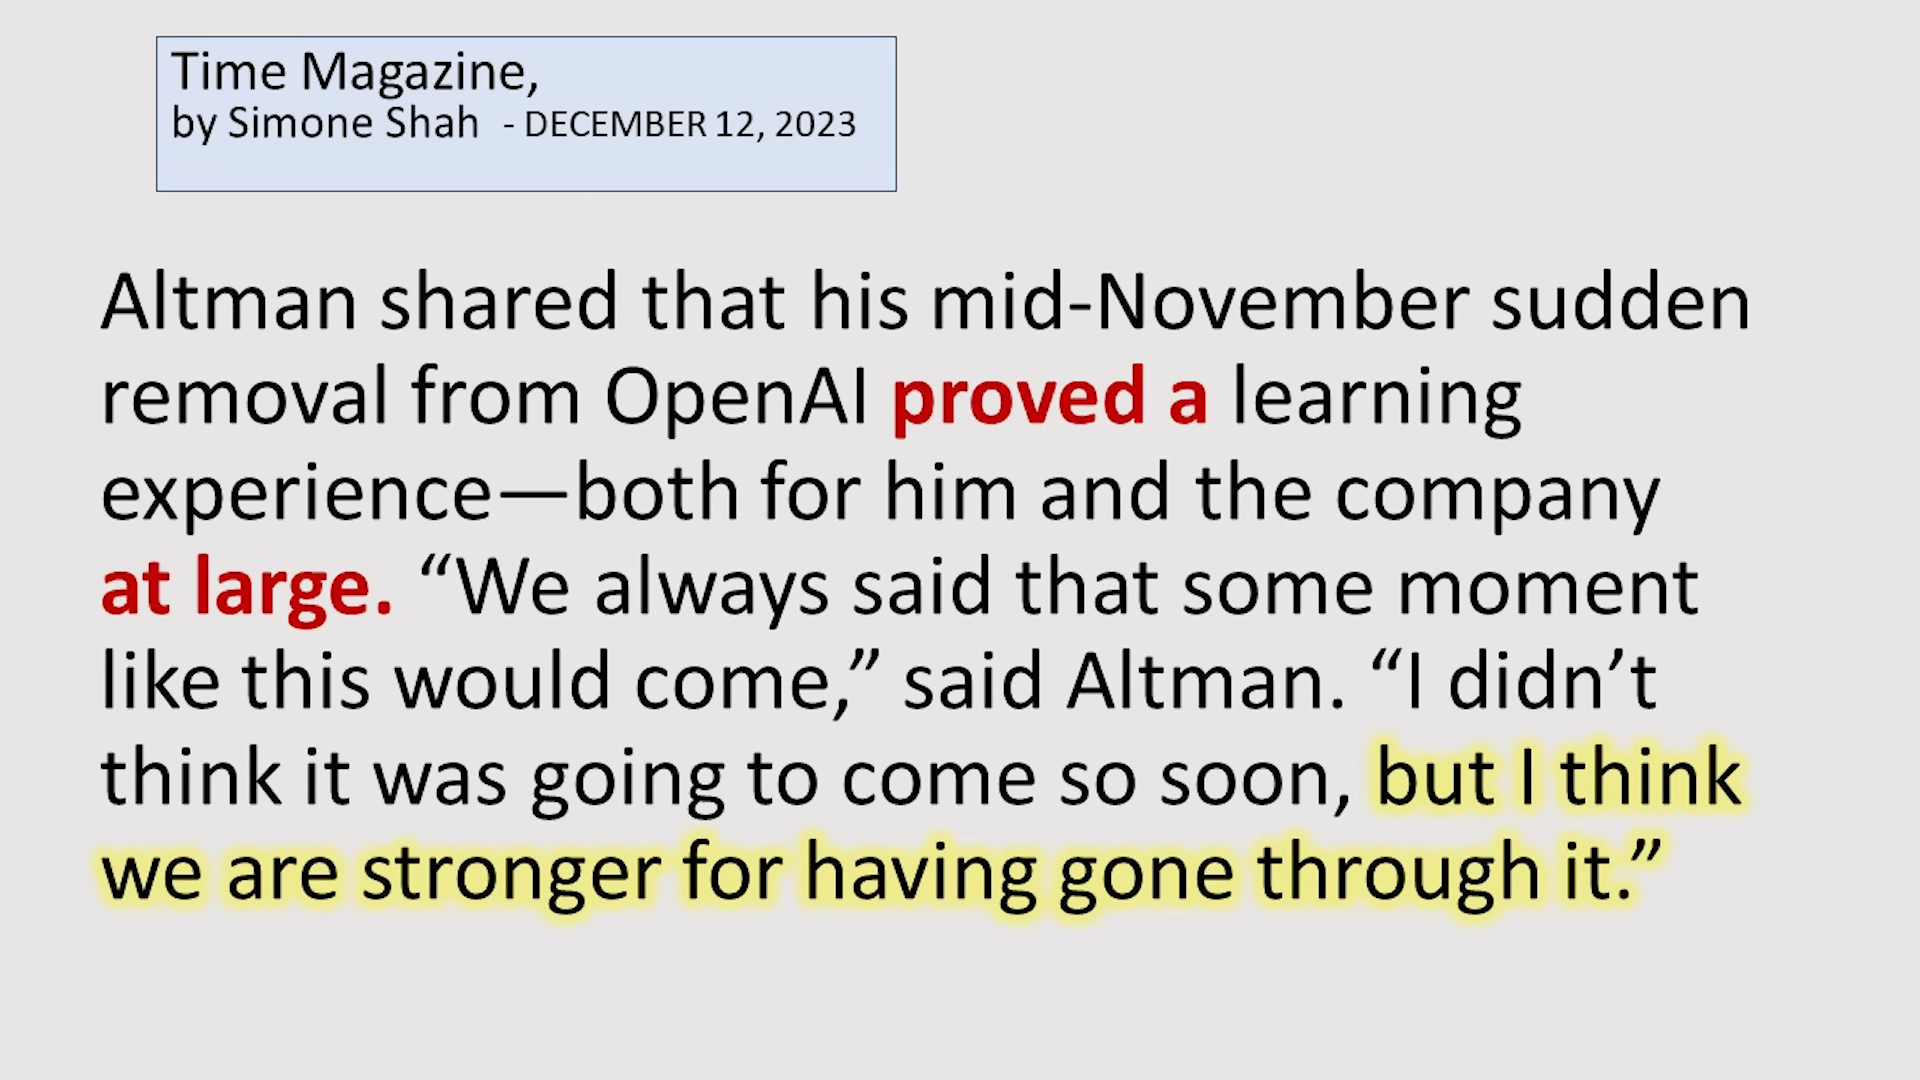 Time Magazine,
by Simone Shah - DECEMBER 12, 2023
Altman shared that his mid-November sudden
removal from OpenAI proved a learning
experience—both for him and the company
at large. “We always said that some moment
like this would come,” said Altman. “I didn’t
think it was going to come so soon, but I think
we are stronger for having gone through it.”